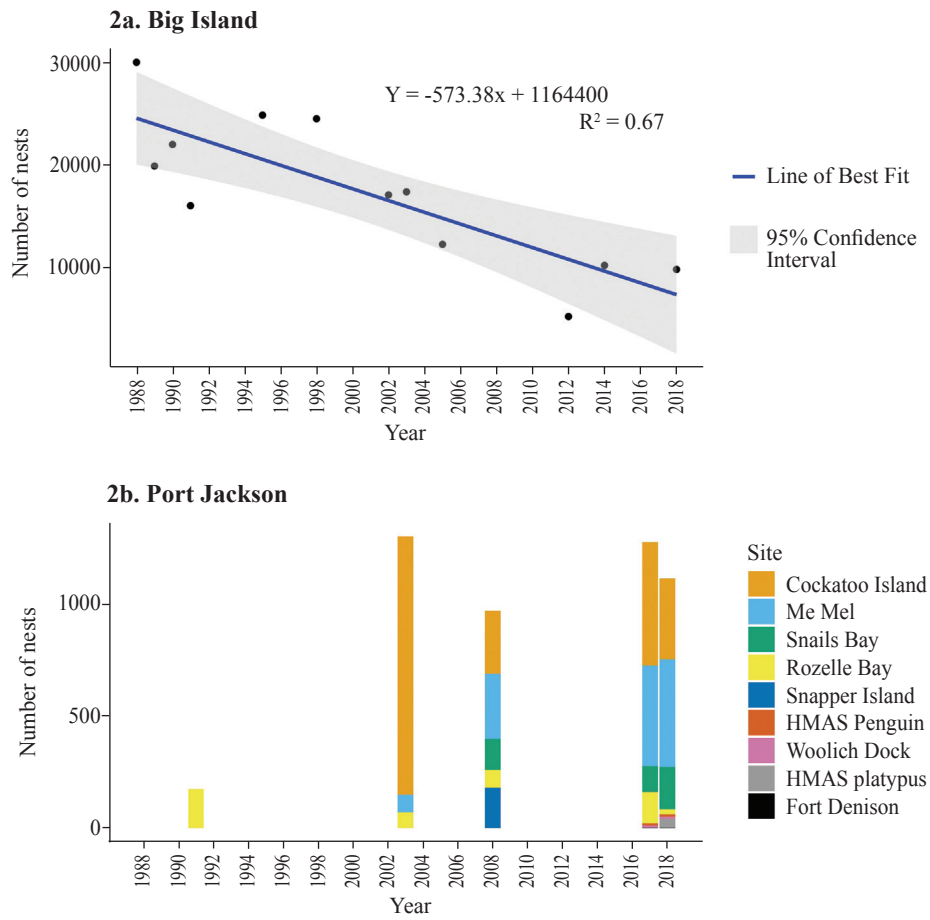 2a. Big Island
Number of nests
30000
20000
10000
Y = -573.38x + 1164400
R² = 0.67
1988
1990
1992
1994
1996
1998
2000
2002
2004
2006
2008
2010
2012
2014
2016
2018
Year
Line of Best Fit
95% Confidence
Interval
2b. Port Jackson
Number of nests
1000
500
0
1988
1990
1992
1994
1996
1998
2000
2002
2004
2006
2008
2010
2012
2014
2016
2018
Year
Site
Cockatoo Island
Me Mel
Snails Bay
Rozelle Bay
Snapper Island
HMAS Penguin
Woolich Dock
HMAS platypus
Fort Denison